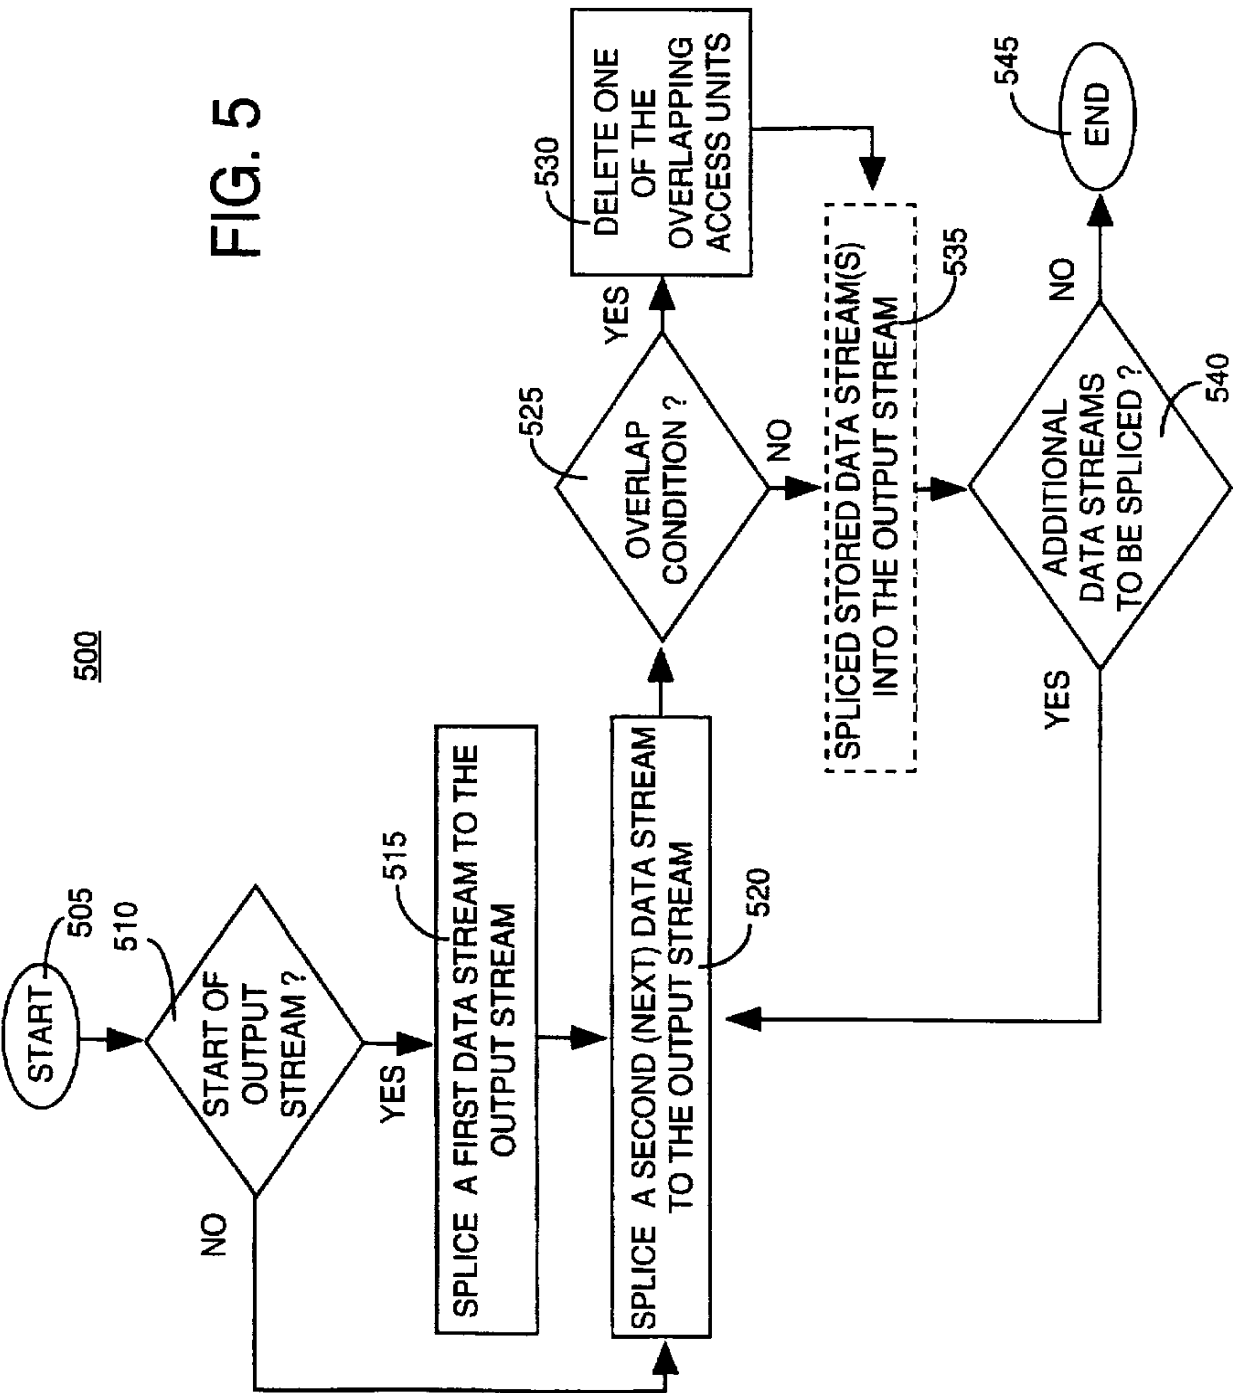 FIG. 5
500
START
505
510
START OF
OUTPUT
STREAM ?
NO
YES
515
SPLICE A FIRST DATA STREAM TO THE
OUTPUT STREAM
SPLICE A SECOND (NEXT) DATA STREAM
TO THE OUTPUT STREAM
520
525
OVERLAP
CONDITION ?
YES
NO
530
DELETE ONE
OF THE
OVERLAPPING
ACCESS UNITS
SPLICED STORED DATA STREAM(S)
INTO THE OUTPUT STREAM
535
ADDITIONAL
DATA STREAMS
TO BE SPLICED ?
540
YES
NO
545
END